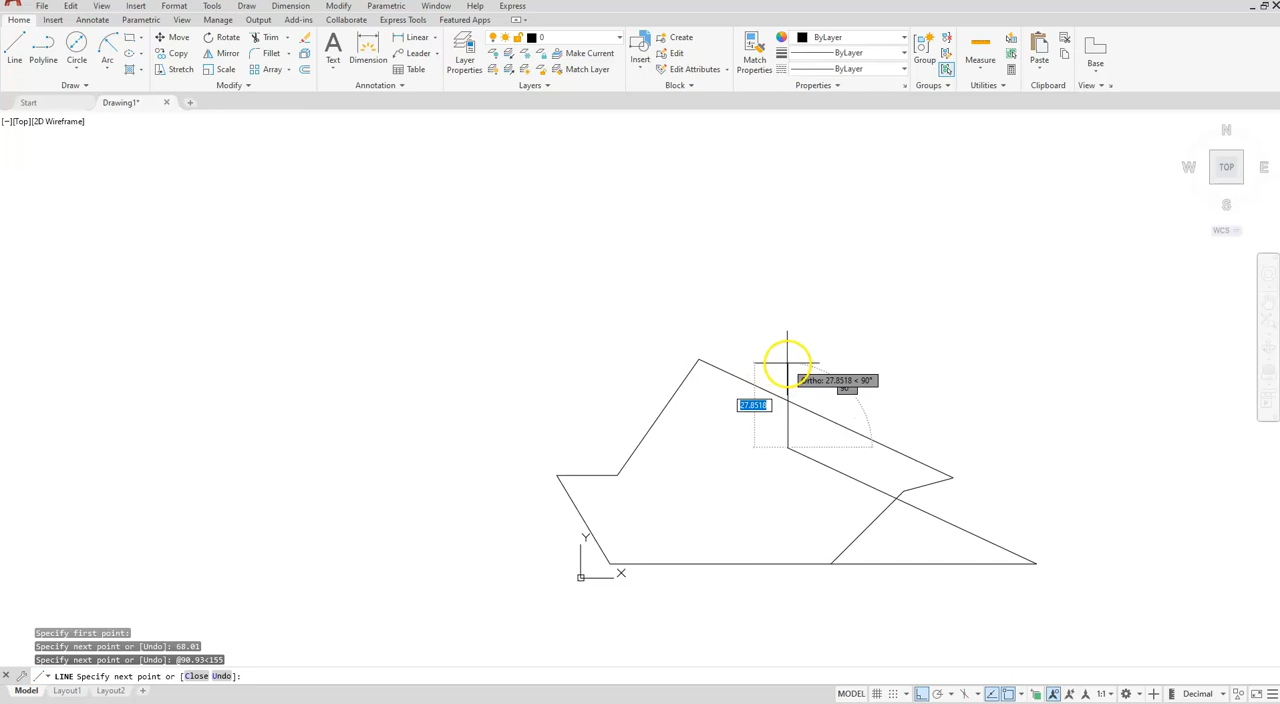 File Edit View Insert Format Tools Draw Dimension Modify Parametric Window Help Express
Home Insert Annotate Parametric View Manage Output Add-ins Collaborate Express Tools Featured Apps
Line Polyline Circle Arc
Move Rotate Trim
Copy Mirror Fillet
Stretch Scale Array
Text Dimension
Linear
Leader
Table
Layer Properties
0
Make Current
Match Layer
Insert
Create
Edit
Edit Attributes
Match Properties
ByLayer
ByLayer
ByLayer
Group Measure Paste Base
Draw Modify Annotation Layers Block Properties Groups Utilities Clipboard View
Start Drawing1*
[−][Top][2D Wireframe]
N
W TOP E
S
WCS
Ortho: 27.8518 < 90°
90°
27.8518
Y
X
Specify first point:
Specify next point or [Undo]: 68.01
Specify next point or [Undo]: @90.93<155
LINE Specify next point or [Close Undo]:
Model Layout1 Layout2 +
MODEL 1:1 Decimal